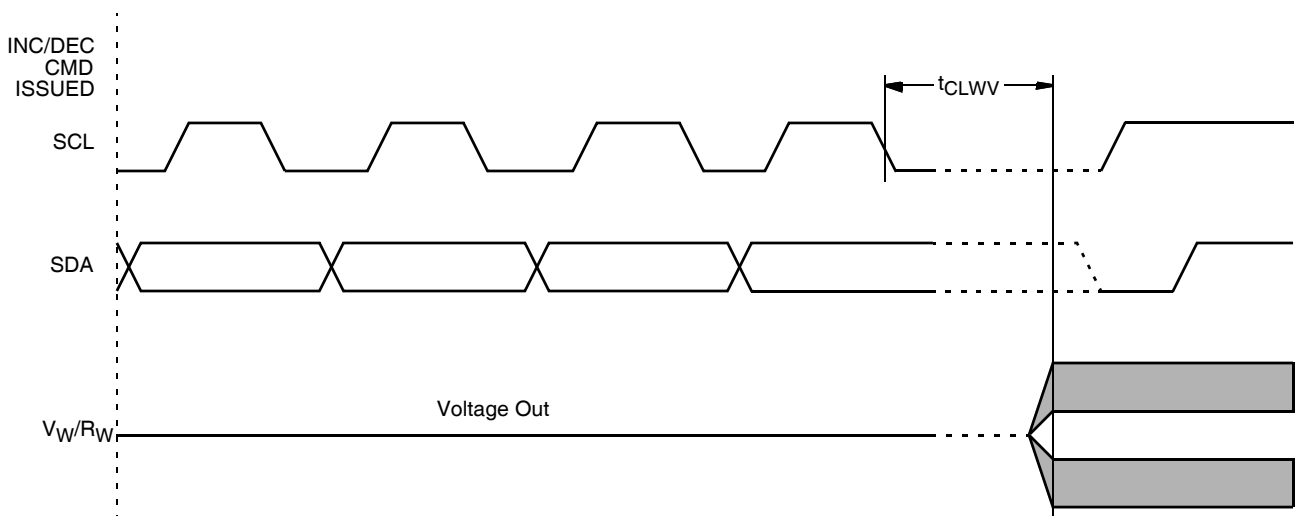 INC/DEC
CMD
ISSUED
tCLWV
SCL
SDA
Voltage Out
VW/RW